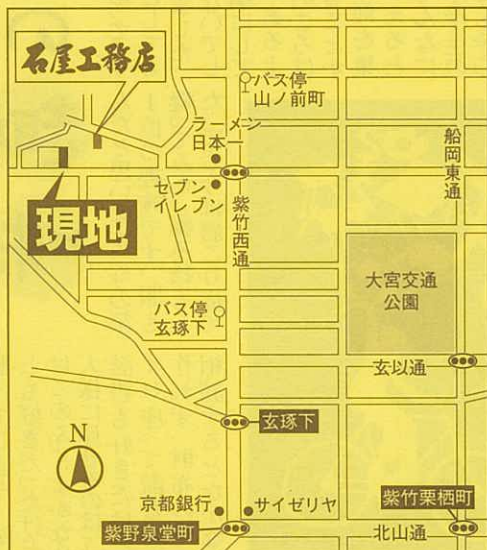 石屋工務店
バス停
山ノ前町
ラーメン
日本一
船岡東通
セブン
イレブン
紫竹西通
現地
大宮交通
公園
バス停
玄琢下
玄以通
N
玄琢下
京都銀行
サイゼリヤ
紫竹栗栖町
紫野泉堂町
北山通